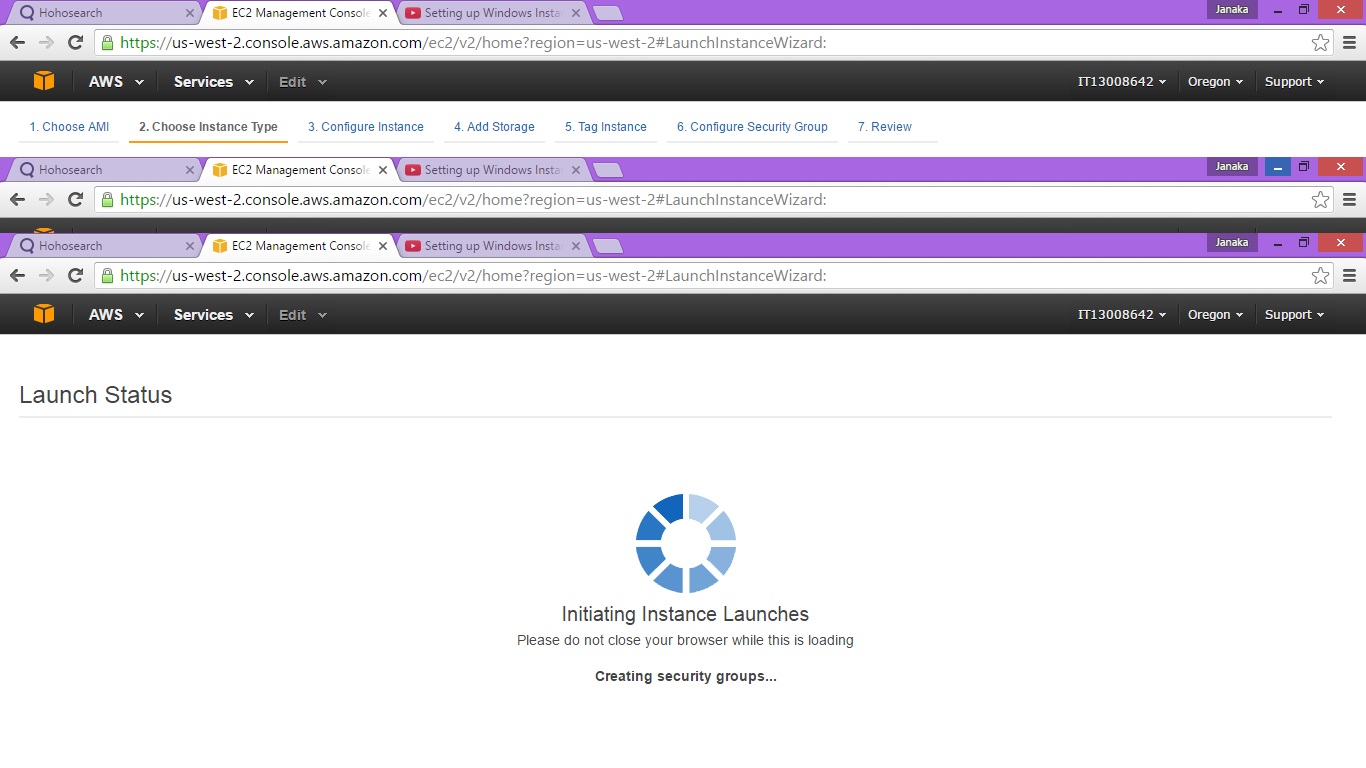 Hohosearch EC2 Management Console Setting up Windows Insta Janaka
https://us-west-2.console.aws.amazon.com/ec2/v2/home?region=us-west-2#LaunchInstanceWizard:
AWS Services Edit IT13008642 Oregon Support
1. Choose AMI 2. Choose Instance Type 3. Configure Instance 4. Add Storage 5. Tag Instance 6. Configure Security Group 7. Review
Hohosearch EC2 Management Console Setting up Windows Insta Janaka
https://us-west-2.console.aws.amazon.com/ec2/v2/home?region=us-west-2#LaunchInstanceWizard:
Hohosearch EC2 Management Console Setting up Windows Insta Janaka
https://us-west-2.console.aws.amazon.com/ec2/v2/home?region=us-west-2#LaunchInstanceWizard:
AWS Services Edit IT13008642 Oregon Support
Launch Status
Initiating Instance Launches
Please do not close your browser while this is loading
Creating security groups...